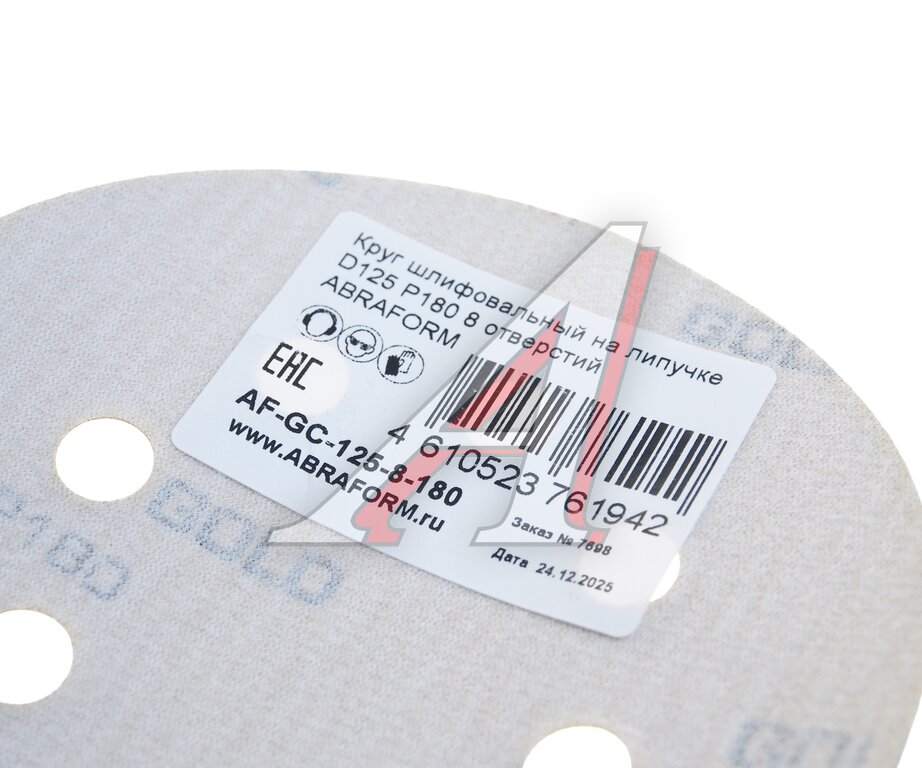 Круг шлифовальный на липучке
D125 P180 8 отверстий
ABRAFORM
EAC
AF-GC-125-8-180
www.ABRAFORM.ru
4 610523 761942
Заказ № 7698
Дата 24.12.2025
GOLD
GOLD
P180
GOLD